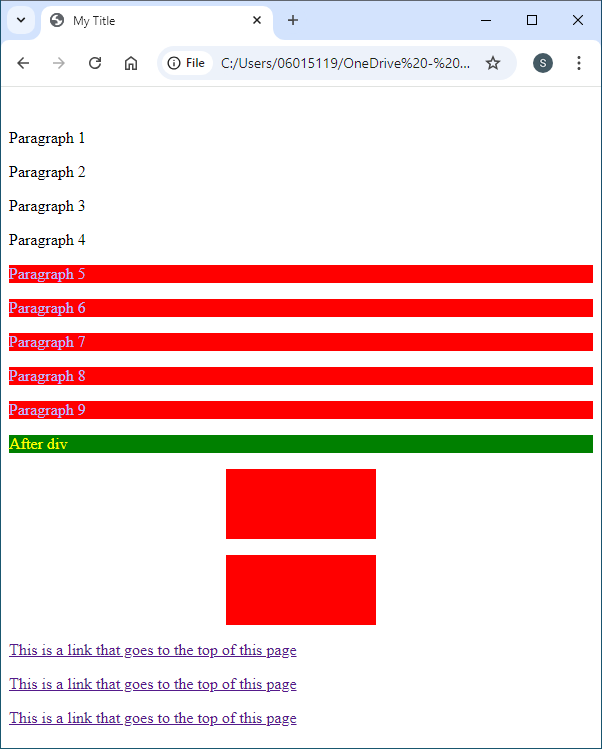 My Title
File C:/Users/06015119/OneDrive%20-%20... S
Paragraph 1
Paragraph 2
Paragraph 3
Paragraph 4
Paragraph 5
Paragraph 6
Paragraph 7
Paragraph 8
Paragraph 9
After div
This is a link that goes to the top of this page
This is a link that goes to the top of this page
This is a link that goes to the top of this page